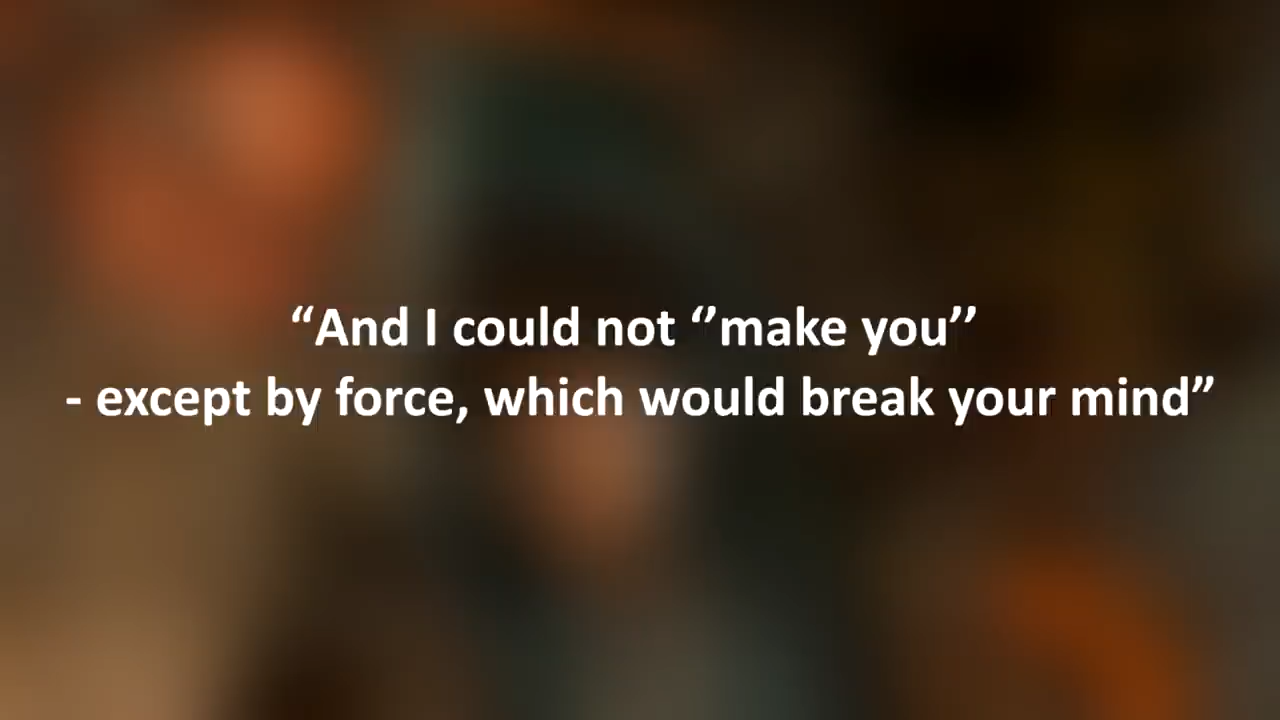 “And I could not ‘’make you’’
- except by force, which would break your mind”